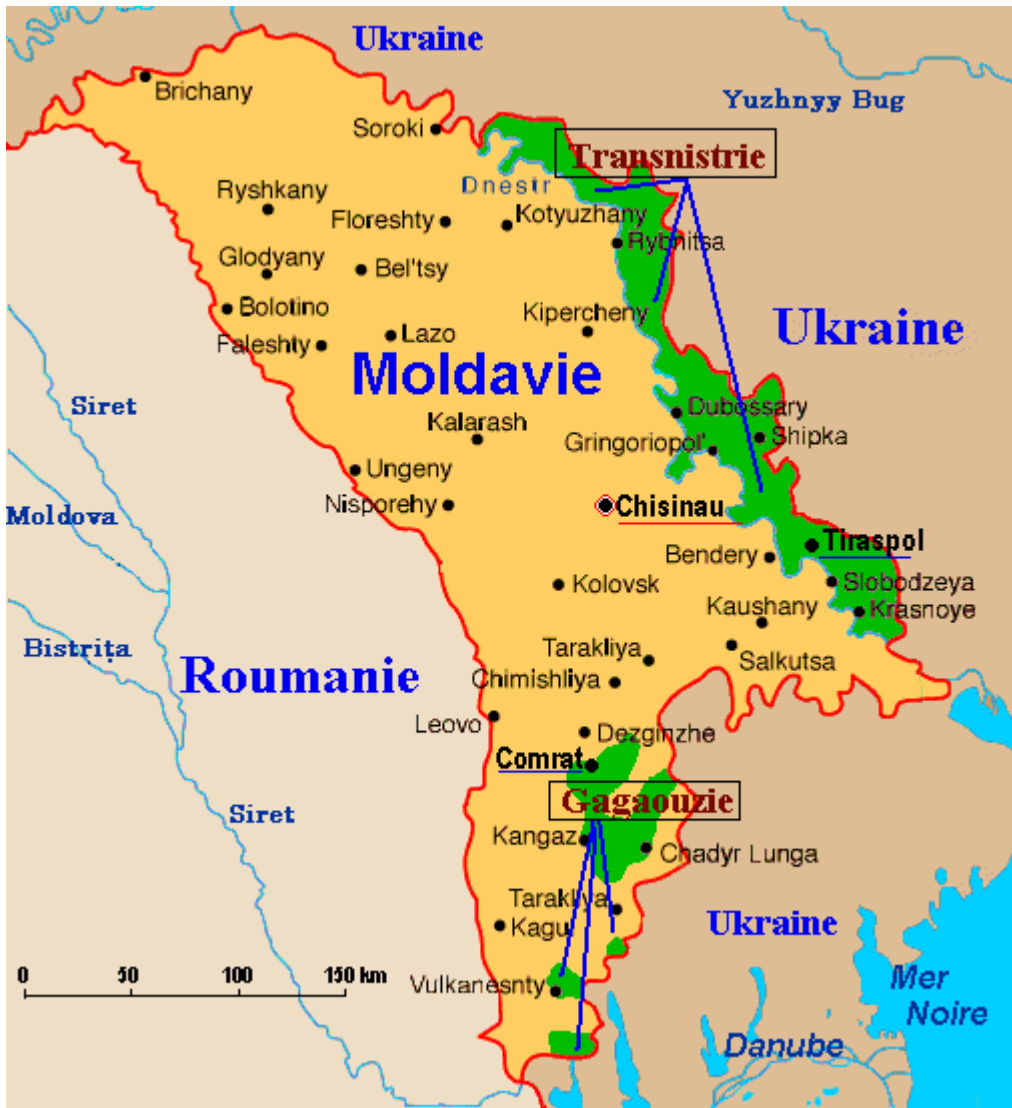 Ukraine
Brichany
Yuzhnyy Bug
Soroki
Transnistrie
Dnestr
Ryshkany
Floreshty
Kotyuzhany
Rybnitsa
Glodyany
Bel'tsy
Bolotino
Kipercheny
Ukraine
Faleshty
Lazo
Moldavie
Siret
Dubossary
Kalarash
Gringoriopol'
Shipka
Ungeny
Nisporehy
Chisinau
Moldova
Tiraspol
Bendery
Kolovsk
Slobodzeya
Kaushany
Krasnoye
Bistrița
Tarakliya
Salkutsa
Roumanie
Chimishliya
Leovo
Dezginzhe
Comrat
Gagaouzie
Siret
Kangaz
Chadyr Lunga
Tarakliya
Kagul
Ukraine
0 50 100 150 km
Vulkanesnty
Mer
Noire
Danube